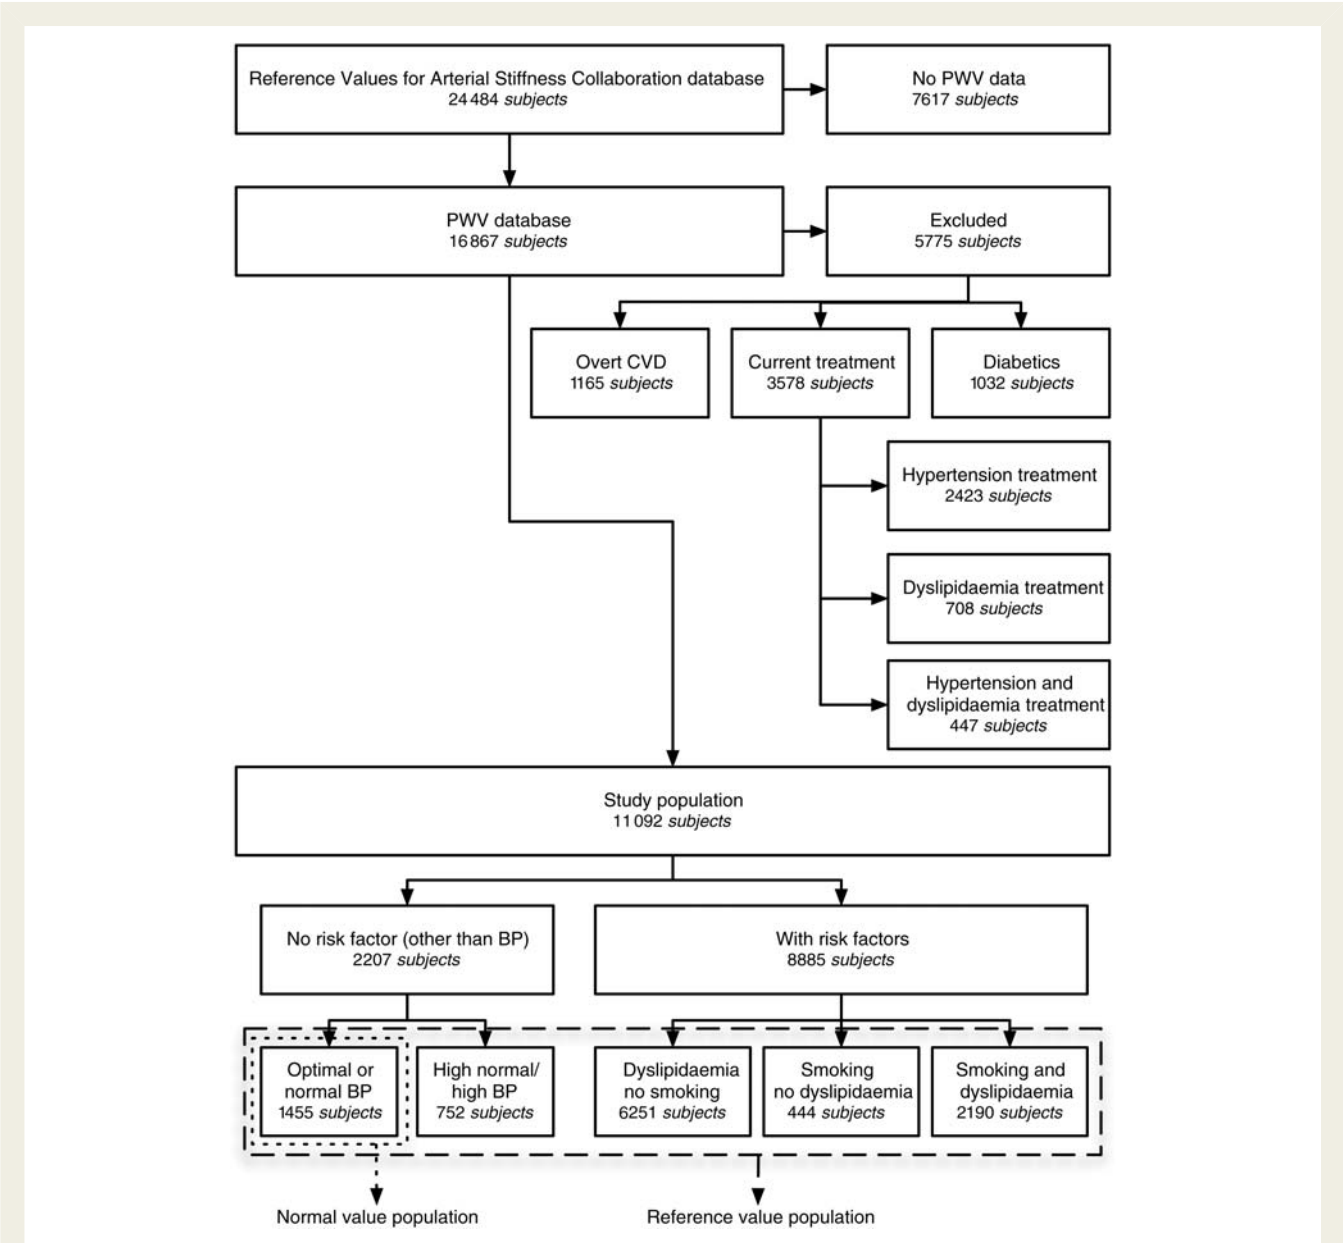 Reference Values for Arterial Stiffness Collaboration database
24 484 subjects
No PWV data
7617 subjects
PWV database
16 867 subjects
Excluded
5775 subjects
Overt CVD
1165 subjects
Current treatment
3578 subjects
Diabetics
1032 subjects
Hypertension treatment
2423 subjects
Dyslipidaemia treatment
708 subjects
Hypertension and
dyslipidaemia treatment
447 subjects
Study population
11 092 subjects
No risk factor (other than BP)
2207 subjects
With risk factors
8885 subjects
Optimal or
normal BP
1455 subjects
High normal/
high BP
752 subjects
Dyslipidaemia
no smoking
6251 subjects
Smoking
no dyslipidaemia
444 subjects
Smoking and
dyslipidaemia
2190 subjects
Normal value population
Reference value population